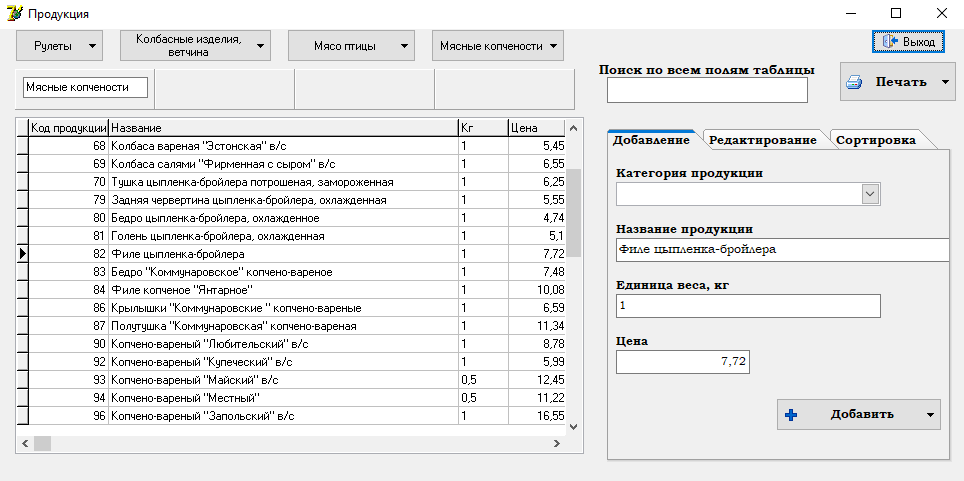 Продукция
Рулеты
Колбасные изделия,
ветчина
Мясо птицы
Мясные копчености
Выход
Мясные копчености
Поиск по всем полям таблицы
Печать
Код продукции Название Кг Цена
68 Колбаса вареная "Эстонская" в/с 1 5,45
69 Колбаса салями "Фирменная с сыром" в/с 1 6,55
70 Тушка цыпленка-бройлера потрошеная, замороженная 1 6,25
79 Задняя червертина цыпленка-бройлера, охлажденная 1 5,55
80 Бедро цыпленка-бройлера, охлажденное 1 4,74
81 Голень цыпленка-бройлера, охлажденная 1 5,1
82 Филе цыпленка-бройлера 1 7,72
83 Бедро "Коммунаровское" копчено-вареное 1 7,48
84 Филе копченое "Янтарное" 1 10,08
86 Крылышки "Коммунаровские " копчено-вареные 1 6,59
87 Полутушка "Коммунаровская" копчено-вареная 1 11,34
90 Копчено-вареный "Любительский" в/с 1 8,78
92 Копчено-вареный "Купеческий" в/с 1 5,99
93 Копчено-вареный "Майский" в/с 0,5 12,45
94 Копчено-вареный "Местный" 0,5 11,22
96 Копчено-вареный "Запольский" в/с 1 16,55
Добавление Редактирование Сортировка
Категория продукции
Название продукции
Филе цыпленка-бройлера
Единица веса, кг
1
Цена
7,72
Добавить